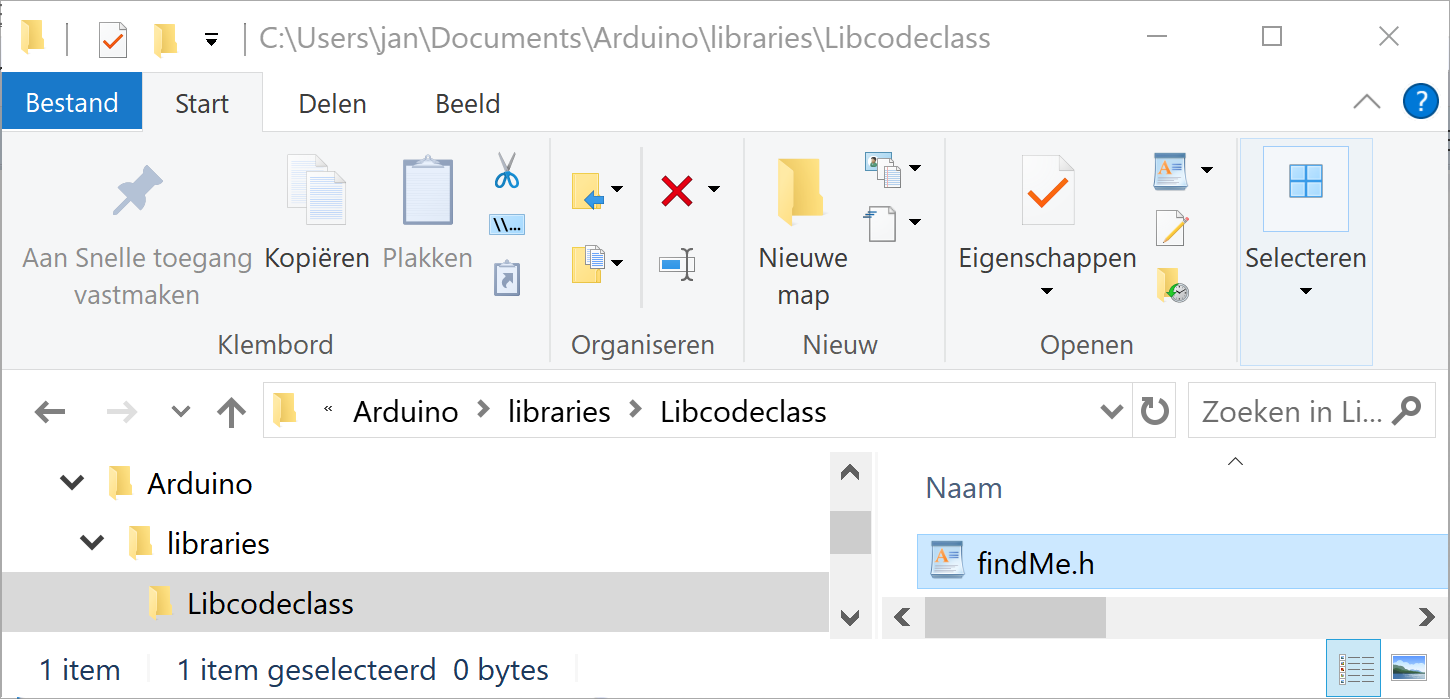 C:\Users\jan\Documents\Arduino\libraries\Libcodeclass
Bestand Start Delen Beeld ?
\\...
Aan Snelle toegang vastmaken
Kopiëren
Plakken
Nieuwe map
Eigenschappen
Selecteren
Klembord Organiseren Nieuw Openen
« Arduino libraries Libcodeclass Zoeken in Li...
Arduino
libraries
Libcodeclass
Naam
findMe.h
1 item 1 item geselecteerd 0 bytes